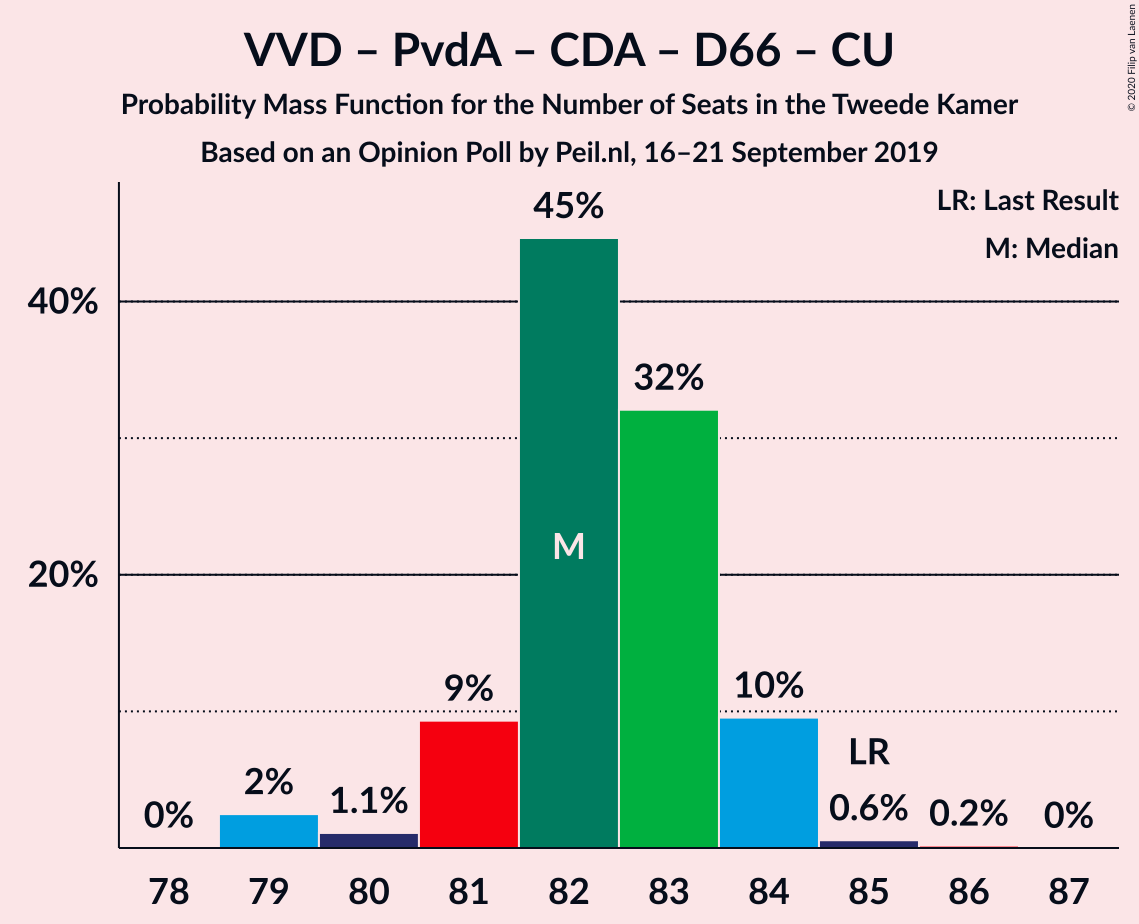 VVD – PvdA – CDA – D66 – CU
Probability Mass Function for the Number of Seats in the Tweede Kamer
Based on an Opinion Poll by Peil.nl, 16–21 September 2019
© 2020 Filip van Laenen
LR: Last Result
M: Median
45%
40%
32%
M
20%
9%
10%
LR
0%
2%
1.1%
0.6%
0.2%
0%
78 79 80 81 82 83 84 85 86 87